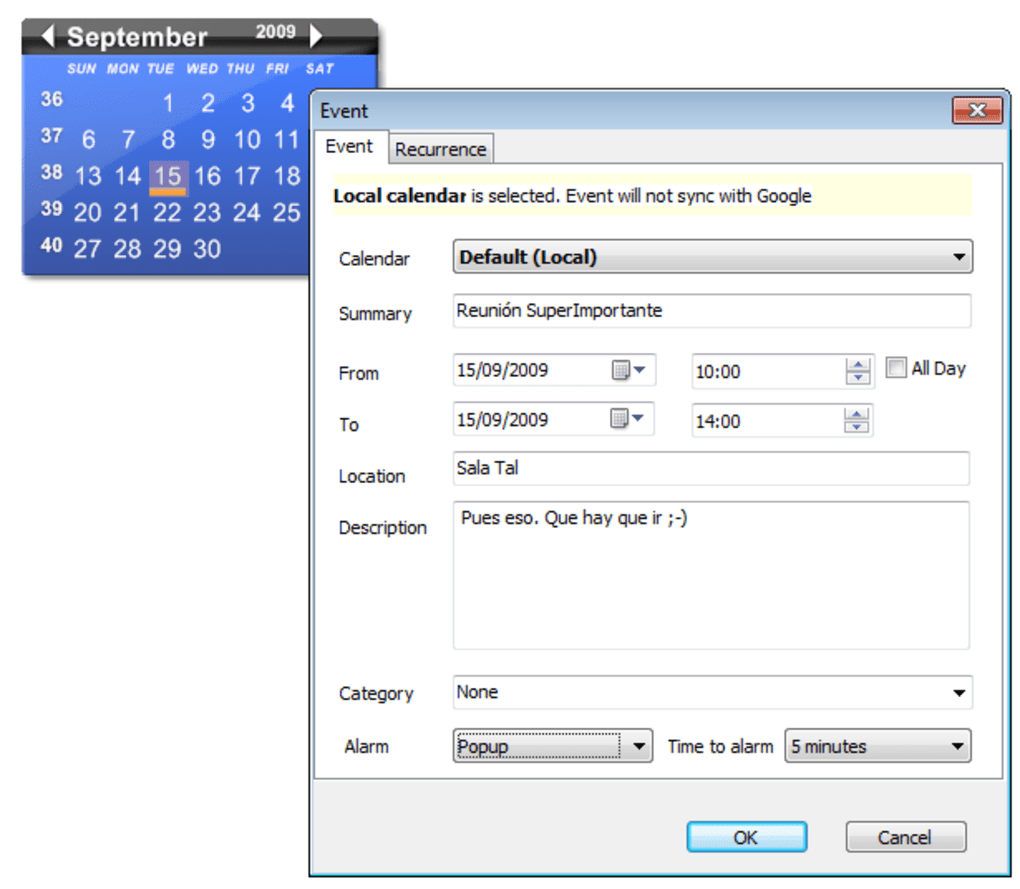 September 2009
SUN MON TUE WED THU FRI SAT
36 1 2 3 4
37 6 7 8 9 10 11
38 13 14 15 16 17 18
39 20 21 22 23 24 25
40 27 28 29 30
Event
Event Recurrence
Local calendar is selected. Event will not sync with Google
Calendar Default (Local)
Summary Reunión SuperImportante
From 15/09/2009 10:00 All Day
To 15/09/2009 14:00
Location Sala Tal
Description Pues eso. Que hay que ir ;-)
Category None
Alarm Popup Time to alarm 5 minutes
OK Cancel